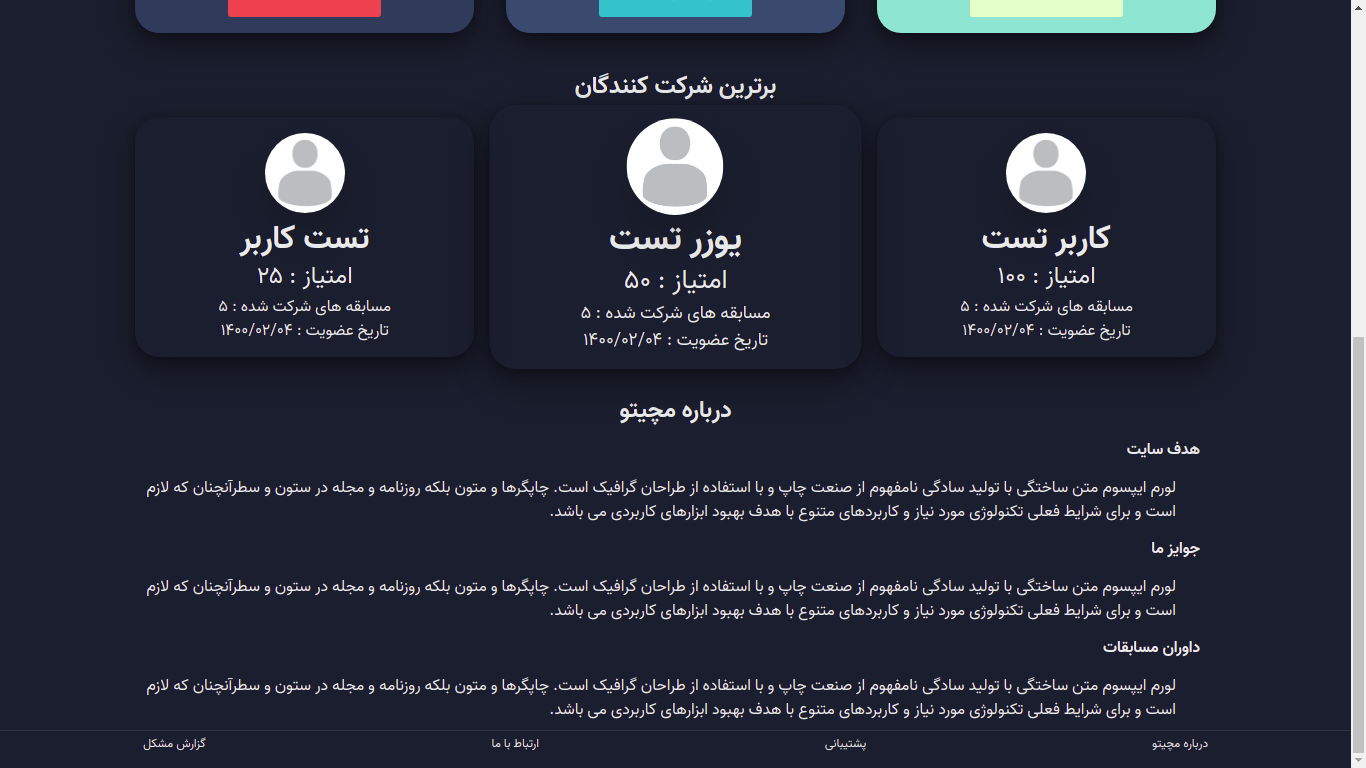 برترین شرکت کنندگان
کاربر تست
امتیاز : ۱۰۰
مسابقه های شرکت شده : ۵
تاریخ عضویت : ۱۴۰۰/۰۲/۰۴
یوزر تست
امتیاز : ۵۰
مسابقه های شرکت شده : ۵
تاریخ عضویت : ۱۴۰۰/۰۲/۰۴
تست کاربر
امتیاز : ۲۵
مسابقه های شرکت شده : ۵
تاریخ عضویت : ۱۴۰۰/۰۲/۰۴
درباره مچیتو
هدف سایت
لورم ایپسوم متن ساختگی با تولید سادگی نامفهوم از صنعت چاپ و با استفاده از طراحان گرافیک است. چاپگرها و متون بلکه روزنامه و مجله در ستون و سطرآنچنان که لازم
است و برای شرایط فعلی تکنولوژی مورد نیاز و کاربردهای متنوع با هدف بهبود ابزارهای کاربردی می باشد.
جوایز ما
لورم ایپسوم متن ساختگی با تولید سادگی نامفهوم از صنعت چاپ و با استفاده از طراحان گرافیک است. چاپگرها و متون بلکه روزنامه و مجله در ستون و سطرآنچنان که لازم
است و برای شرایط فعلی تکنولوژی مورد نیاز و کاربردهای متنوع با هدف بهبود ابزارهای کاربردی می باشد.
داوران مسابقات
لورم ایپسوم متن ساختگی با تولید سادگی نامفهوم از صنعت چاپ و با استفاده از طراحان گرافیک است. چاپگرها و متون بلکه روزنامه و مجله در ستون و سطرآنچنان که لازم
است و برای شرایط فعلی تکنولوژی مورد نیاز و کاربردهای متنوع با هدف بهبود ابزارهای کاربردی می باشد.
درباره مچیتو
پشتیبانی
ارتباط با ما
گزارش مشکل